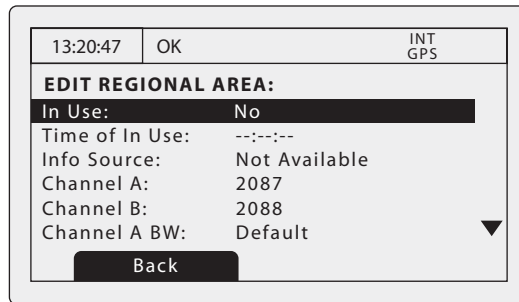 13:20:47 OK INT
GPS
EDIT REGIONAL AREA:
In Use: No
Time of In Use: --:--:--
Info Source: Not Available
Channel A: 2087
Channel B: 2088
Channel A BW: Default
Back